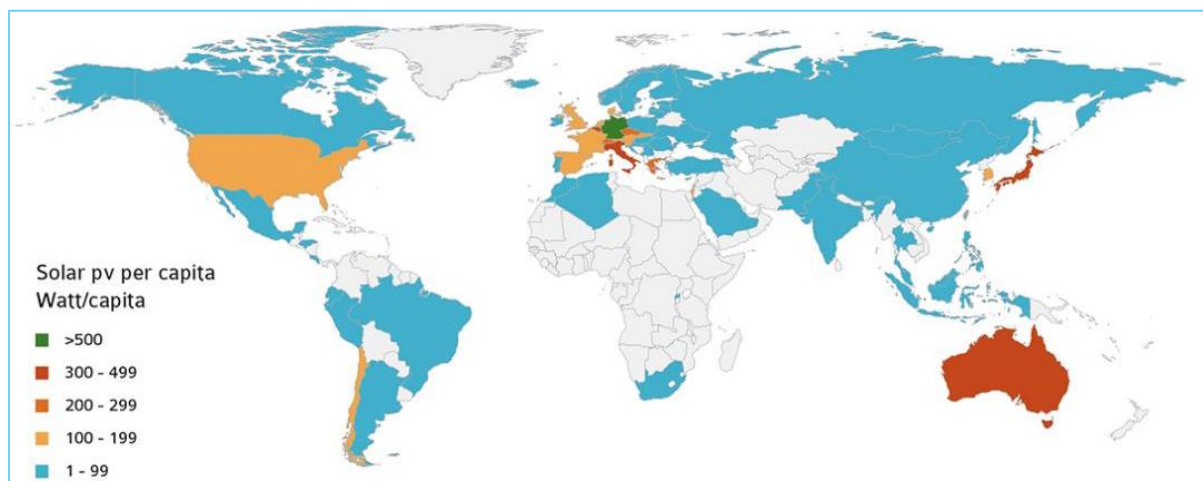 Solar pv per capita
Watt/capita
>500
300 - 499
200 - 299
100 - 199
1 - 99